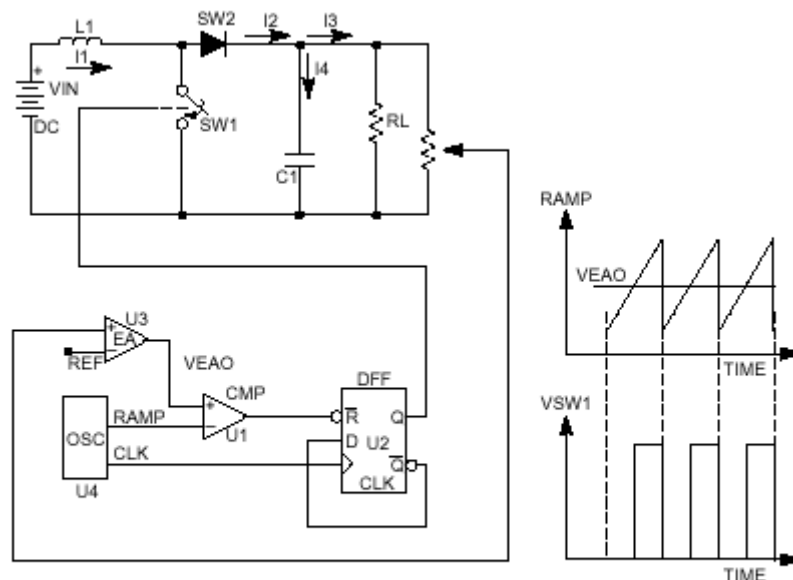 L1
SW2
I2
I3
I1
I4
+
VIN
DC
SW1
RL
C1
RAMP
VEAO
TIME
U3
+
EA
−
REF
VEAO
CMP
+
−
U1
DFF
R
Q
D
U2
Q
CLK
OSC
RAMP
CLK
U4
VSW1
TIME